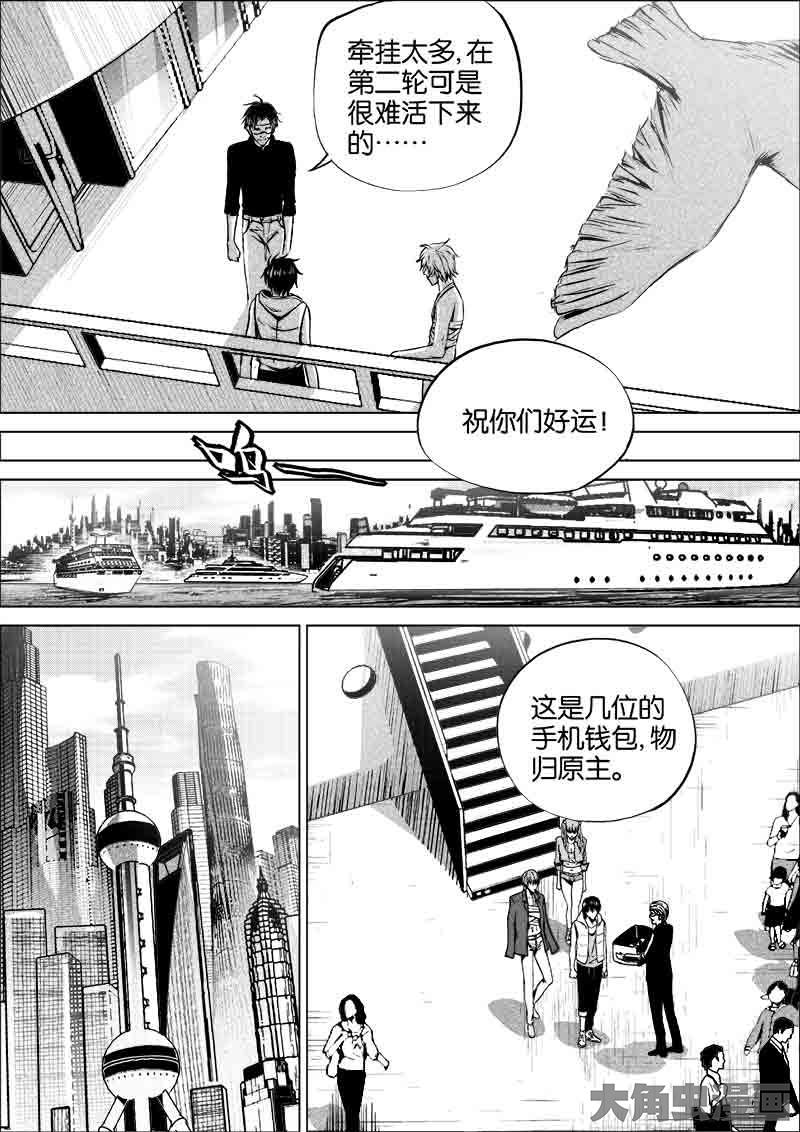 牵挂太多,在
第二轮可是
很难活下来
的……
祝你们好运!
这是几位的
手机钱包,物
归原主。
大角虫漫画